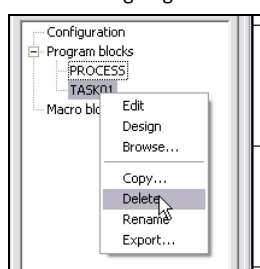 Configuration
Program blocks
PROCESS
TASK01
Macro blo
Edit
Design
Browse...
Copy...
Delete
Rename
Export...